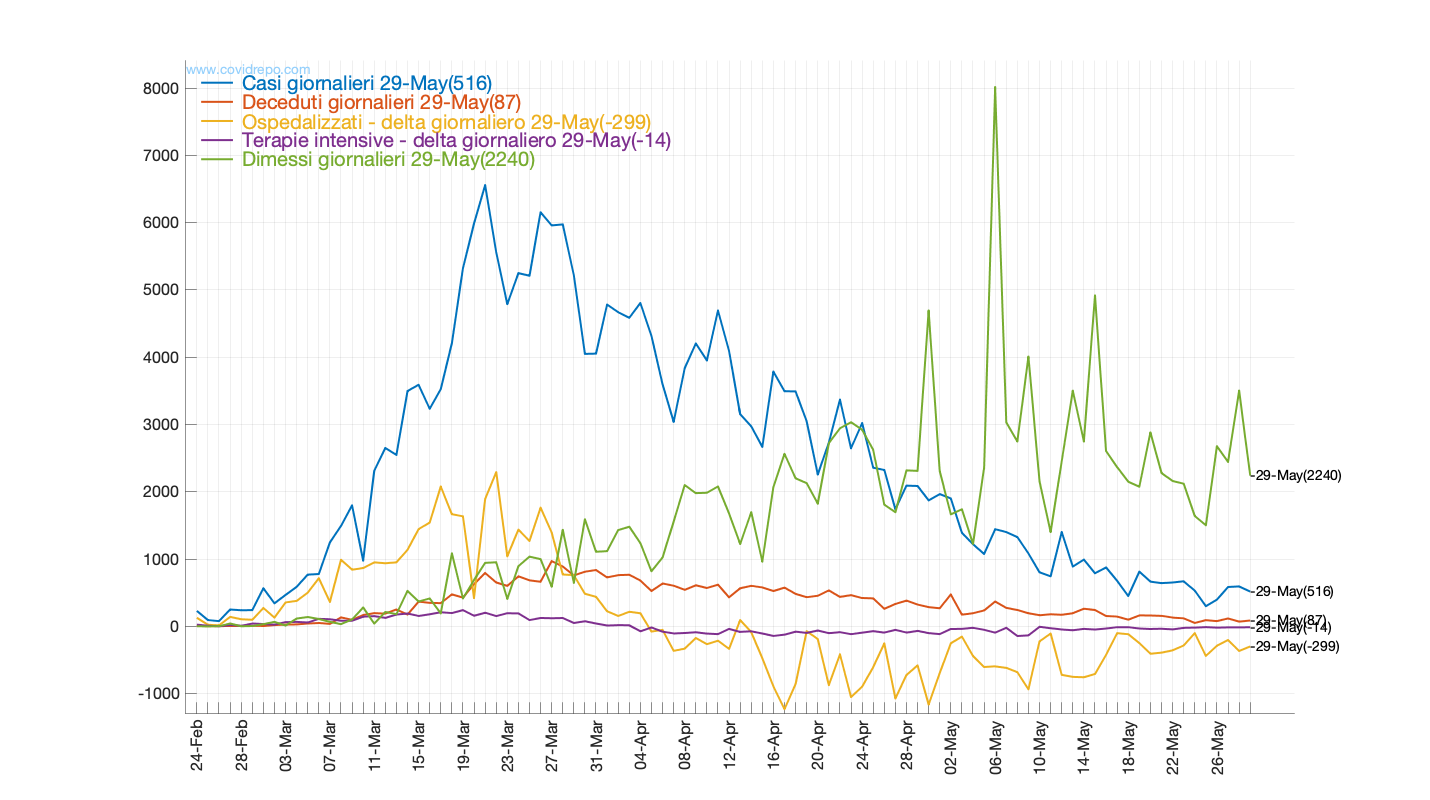 www.covidrepo.com
Casi giornalieri 29-May(516)
Deceduti giornalieri 29-May(87)
Ospedalizzati - delta giornaliero 29-May(-299)
Terapie intensive - delta giornaliero 29-May(-14)
Dimessi giornalieri 29-May(2240)
8000
7000
6000
5000
4000
3000
2000
1000
0
-1000
29-May(2240)
29-May(516)
29-May(87)
29-May(-14)
29-May(-299)
24-Feb
28-Feb
03-Mar
07-Mar
11-Mar
15-Mar
19-Mar
23-Mar
27-Mar
31-Mar
04-Apr
08-Apr
12-Apr
16-Apr
20-Apr
24-Apr
28-Apr
02-May
06-May
10-May
14-May
18-May
22-May
26-May